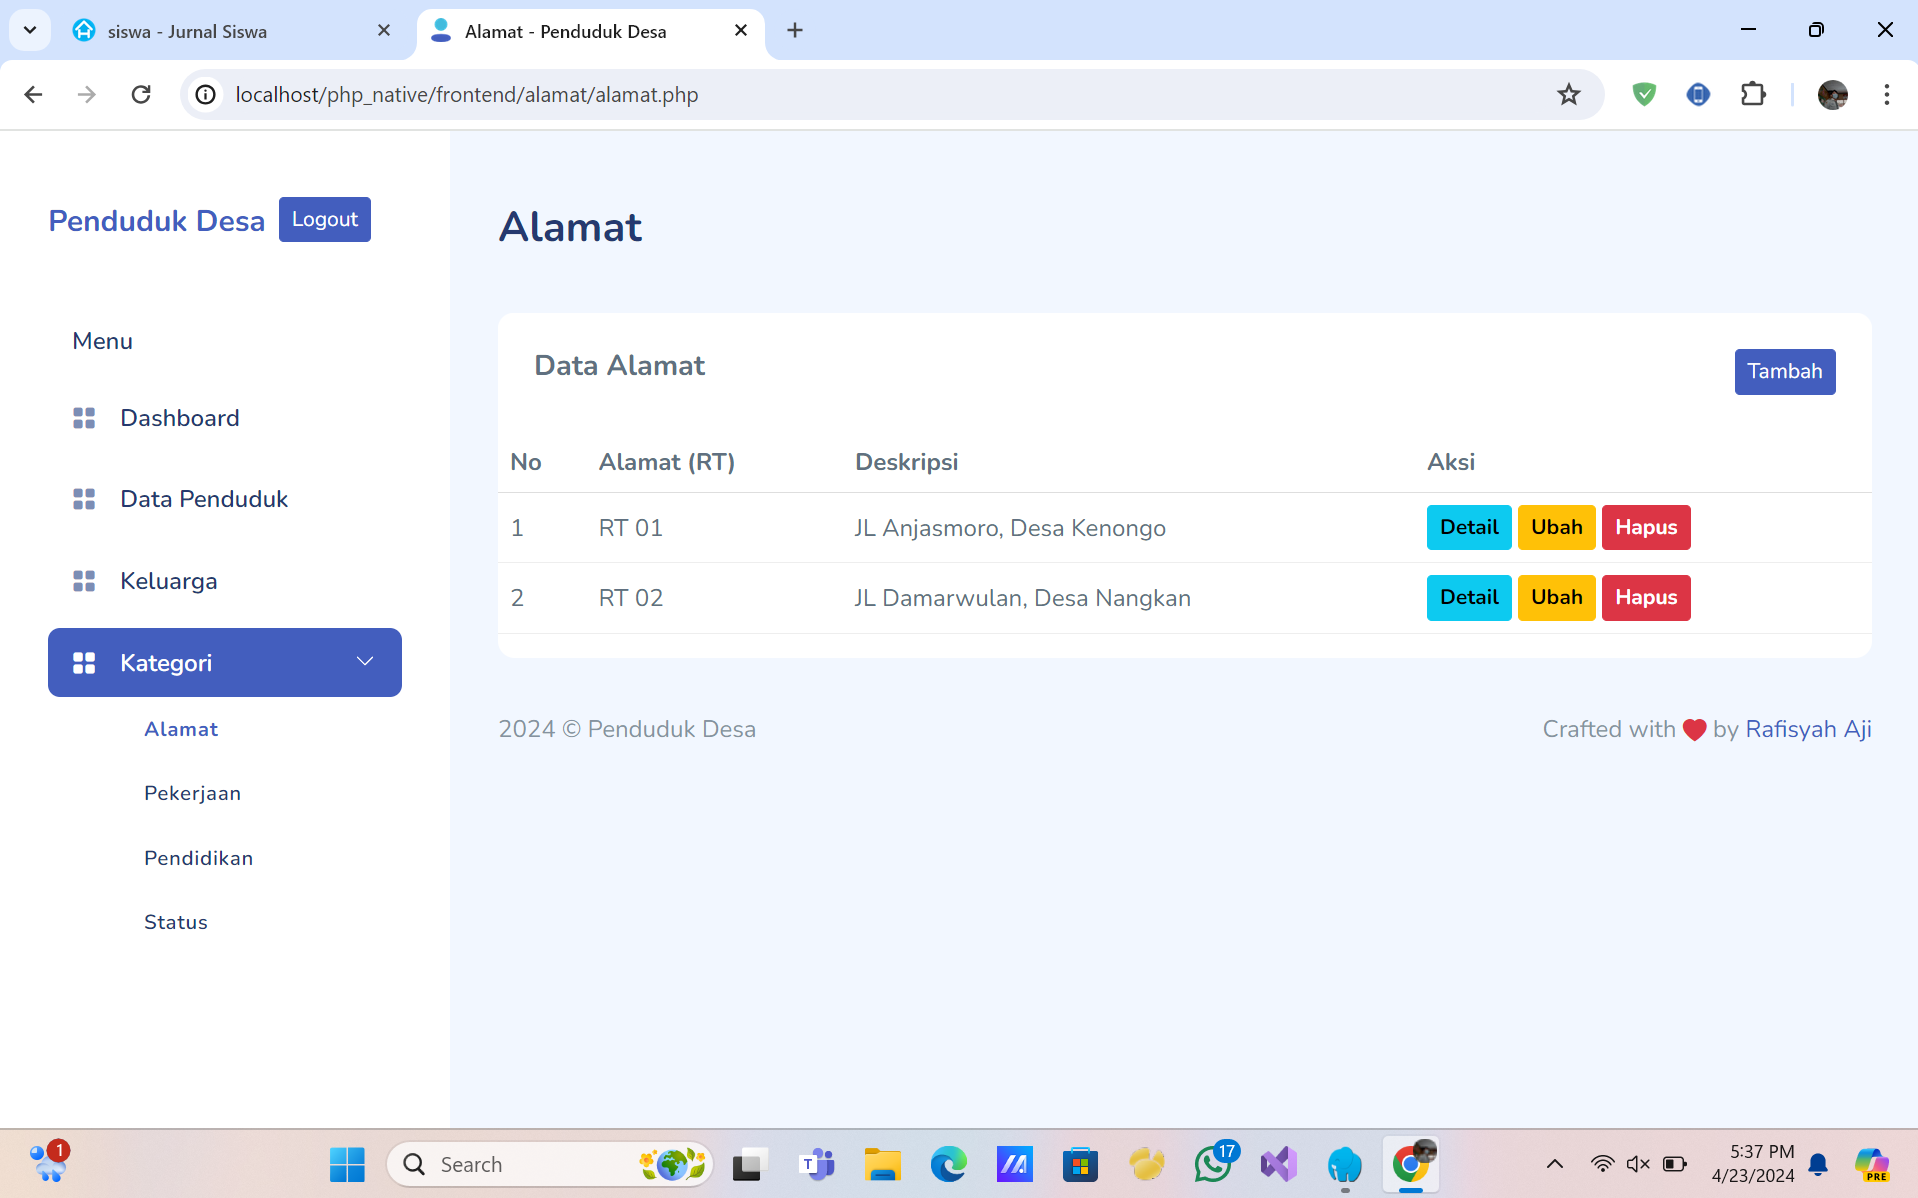 siswa - Jurnal Siswa
Alamat - Penduduk Desa
localhost/php_native/frontend/alamat/alamat.php
Penduduk Desa
Logout
Menu
Dashboard
Data Penduduk
Keluarga
Kategori
Alamat
Pekerjaan
Pendidikan
Status
Alamat
Data Alamat
Tambah
No Alamat (RT) Deskripsi Aksi
1 RT 01 JL Anjasmoro, Desa Kenongo Detail Ubah Hapus
2 RT 02 JL Damarwulan, Desa Nangkan Detail Ubah Hapus
2024 © Penduduk Desa
Crafted with by Rafisyah Aji
1
Search
T
17
5:37 PM
4/23/2024
PRE